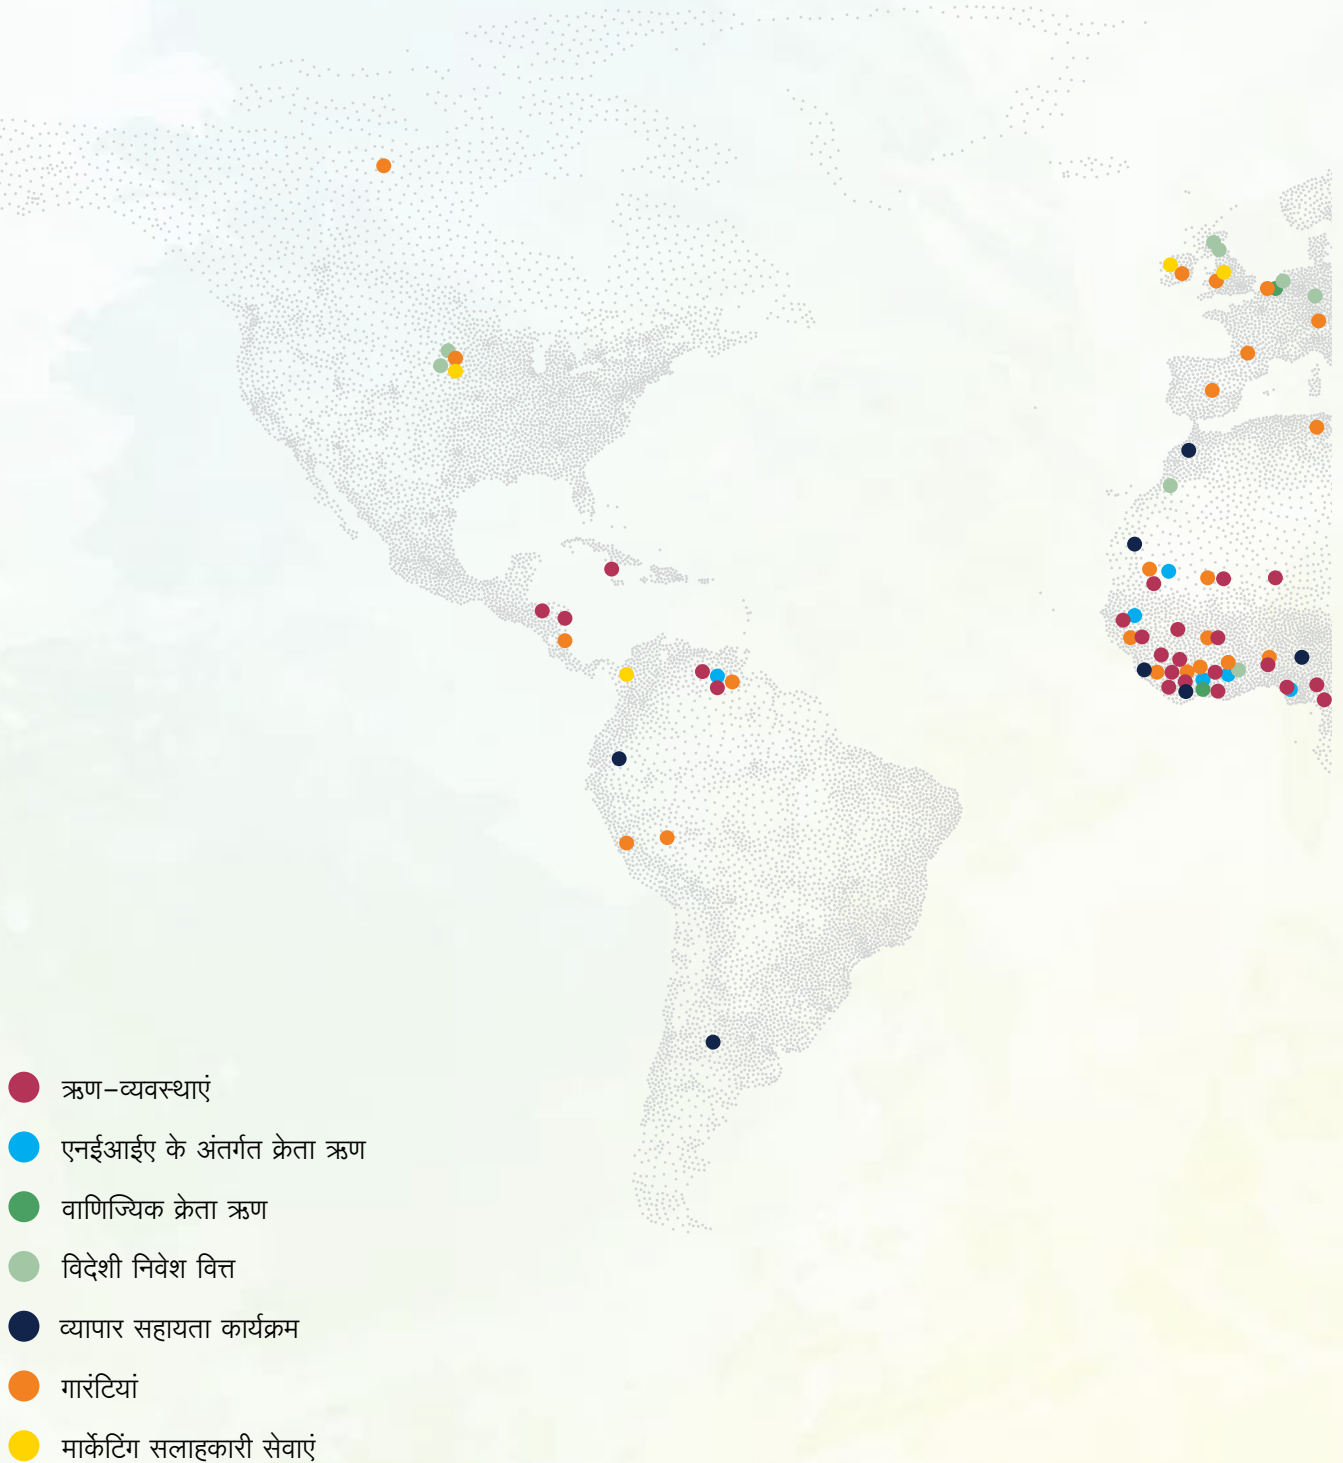 ऋण-व्यवस्थाएं
एनईआईए के अंतर्गत क्रेता ऋण
वाणिज्यिक क्रेता ऋण
विदेशी निवेश वित्त
व्यापार सहायता कार्यक्रम
गारंटियां
मार्केटिंग सलाहकारी सेवाएं